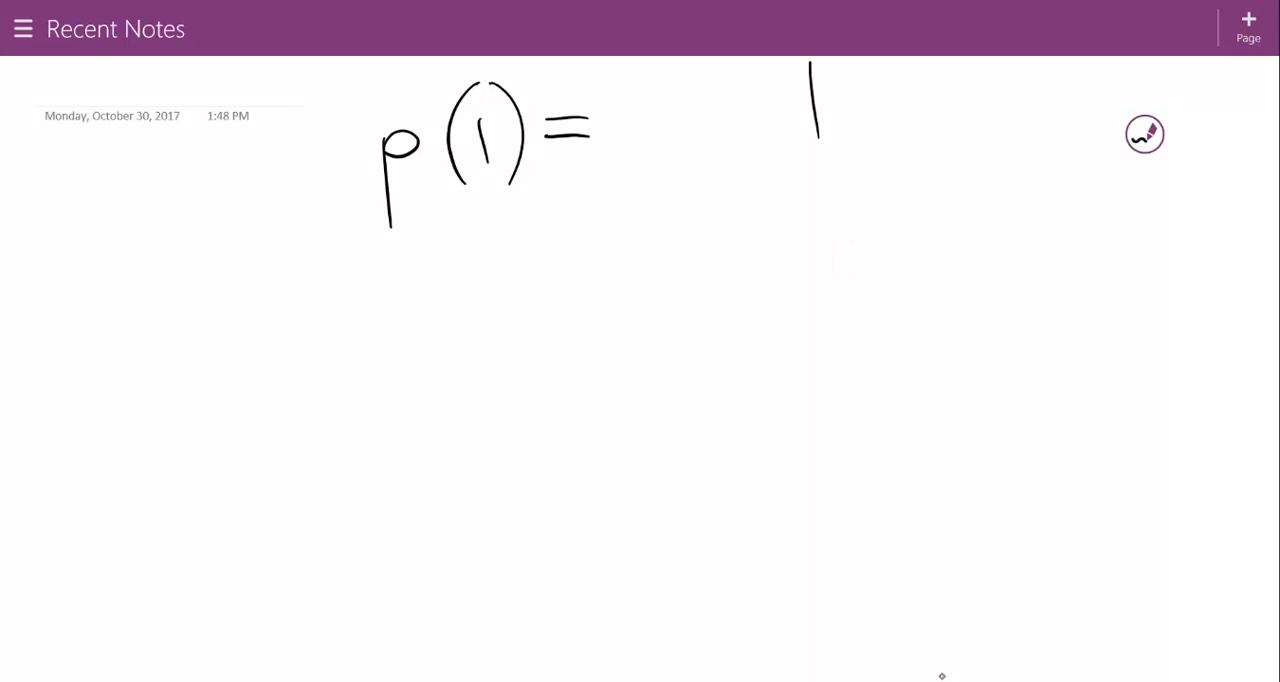 Recent Notes
Page
Monday, October 30, 2017 1:48 PM
p(1)= 1